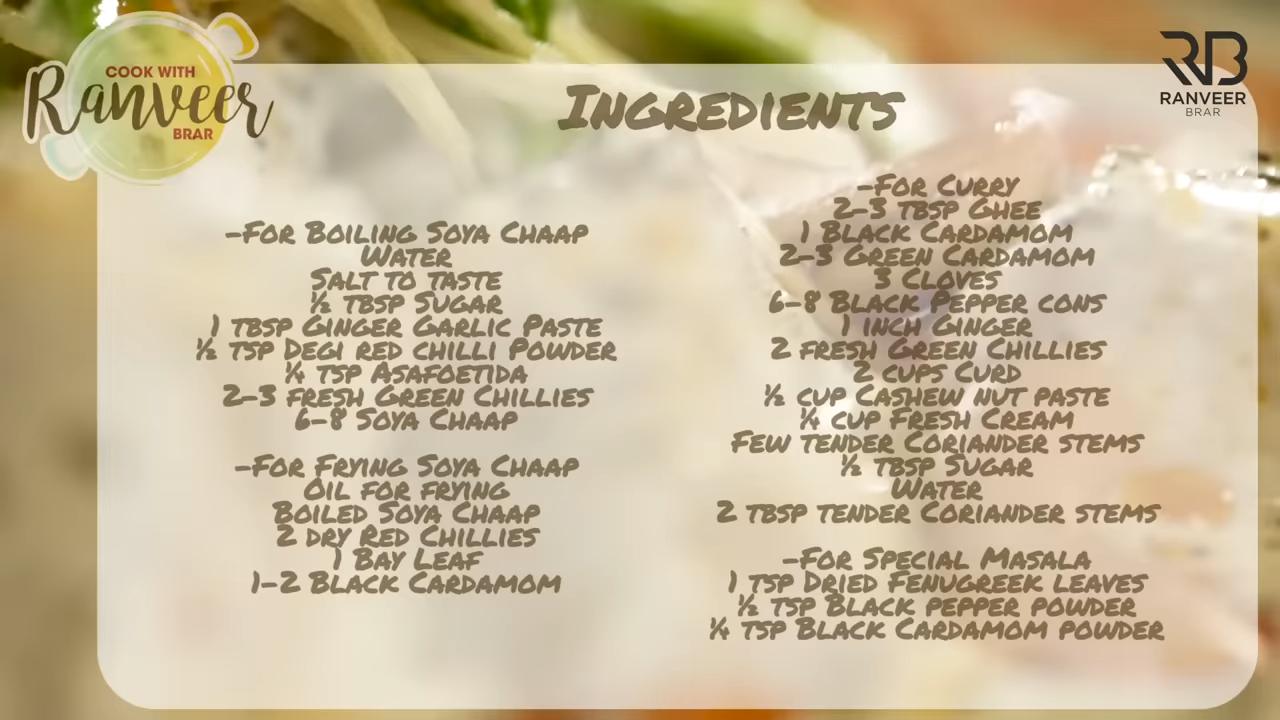 COOK WITH
Ranveer
BRAR
RB
RANVEER
BRAR
Ingredients
-For Boiling Soya Chaap
Water
Salt to taste
½ tbsp Sugar
1 tbsp Ginger Garlic Paste
½ tsp Degi red chilli Powder
¼ tsp Asafoetida
2-3 fresh Green Chillies
6-8 Soya Chaap
-For Frying Soya Chaap
Oil for frying
Boiled Soya Chaap
2 dry Red Chillies
1 Bay Leaf
1-2 Black Cardamom
-For Curry
2-3 tbsp Ghee
1 Black Cardamom
2-3 Green Cardamom
3 Cloves
6-8 Black Pepper cons
1 inch Ginger
2 fresh Green Chillies
2 cups Curd
½ cup Cashew nut paste
¼ cup Fresh Cream
Few tender Coriander stems
½ tbsp Sugar
Water
2 tbsp tender Coriander stems
-For Special Masala
1 tsp Dried Fenugreek leaves
½ tsp Black pepper powder
¼ tsp Black Cardamom powder